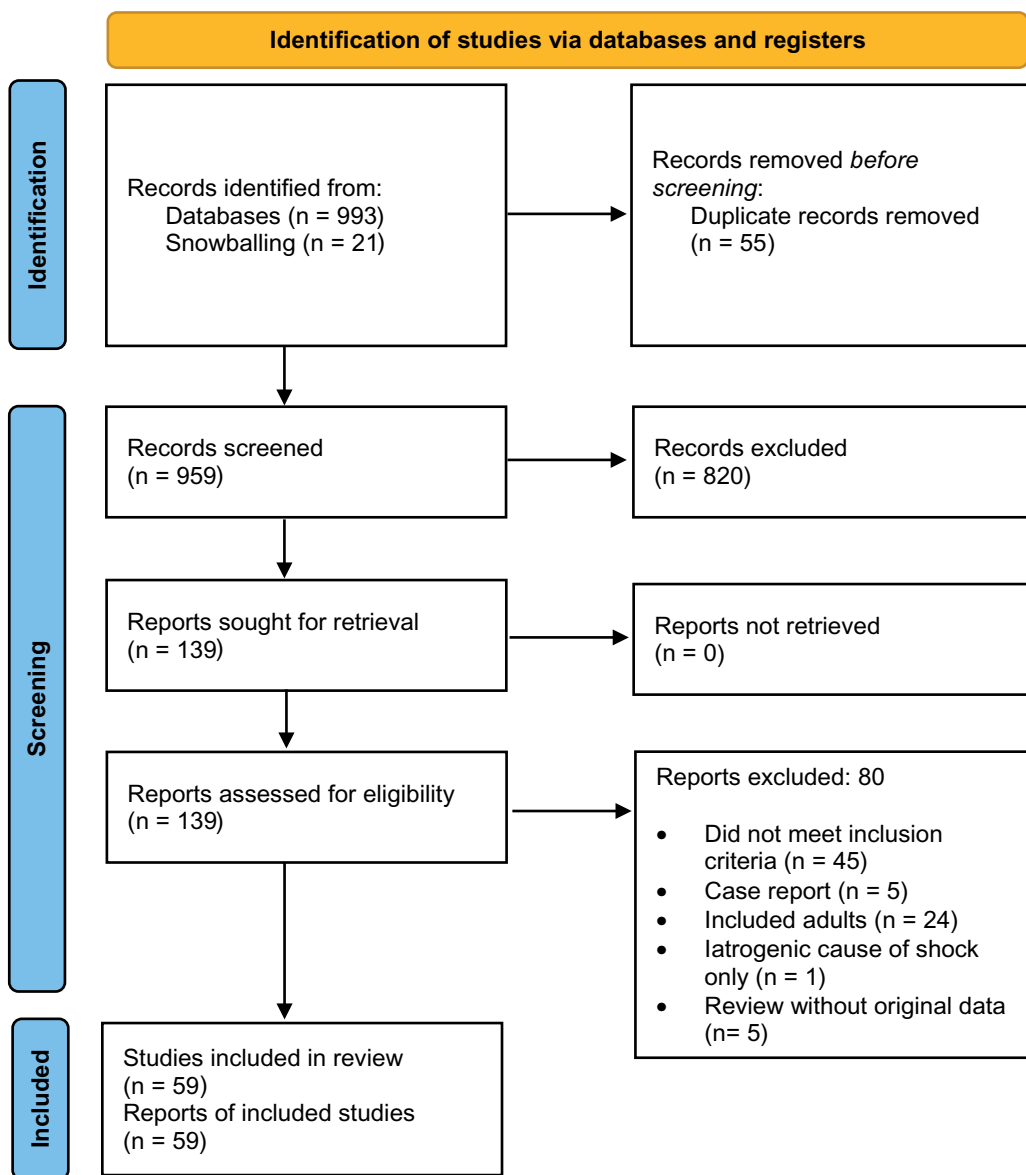 Identification of studies via databases and registers
Identification
Records identified from:
Databases (n = 993)
Snowballing (n = 21)
Records removed before
screening:
Duplicate records removed
(n = 55)
Screening
Records screened
(n = 959)
Records excluded
(n = 820)
Reports sought for retrieval
(n = 139)
Reports not retrieved
(n = 0)
Reports assessed for eligibility
(n = 139)
Reports excluded: 80
• Did not meet inclusion
criteria (n = 45)
• Case report (n = 5)
• Included adults (n = 24)
• Iatrogenic cause of shock
only (n = 1)
• Review without original data
(n= 5)
Included
Studies included in review
(n = 59)
Reports of included studies
(n = 59)